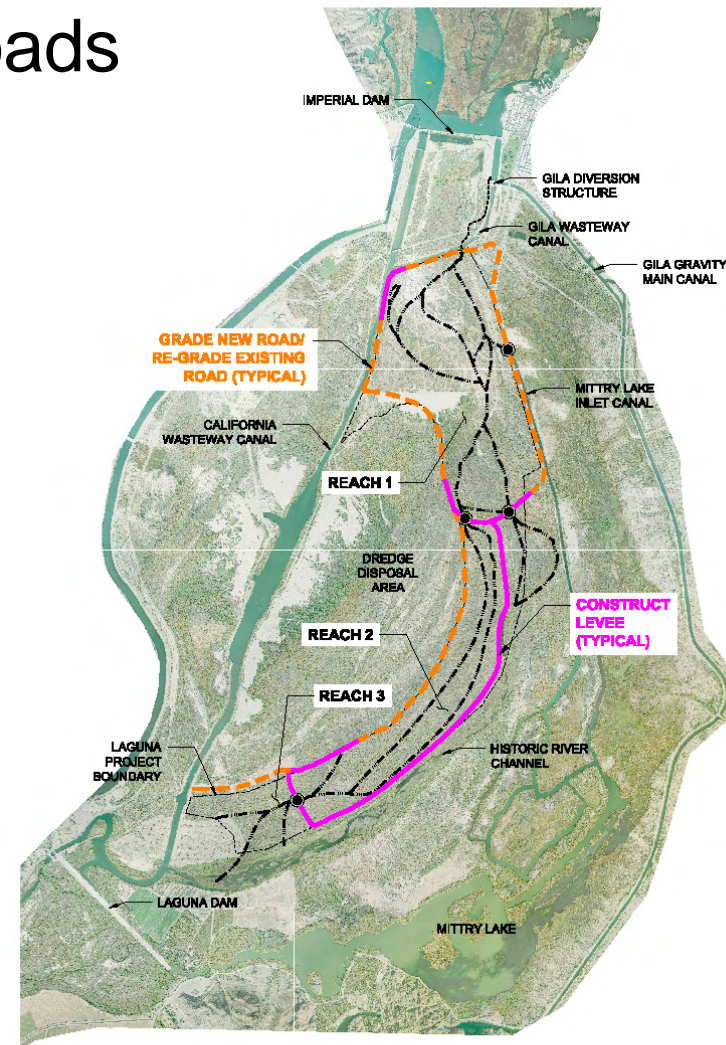 IMPERIAL DAM
GILA DIVERSION
STRUCTURE
GILA WASTEWAY
CANAL
GILA GRAVITY
MAIN CANAL
GRADE NEW ROAD/
RE-GRADE EXISTING
ROAD (TYPICAL)
MITTRY LAKE
INLET CANAL
CALIFORNIA
WASTEWAY CANAL
REACH 1
DREDGE
DISPOSAL
AREA
CONSTRUCT
LEVEE
(TYPICAL)
REACH 2
REACH 3
LAGUNA
PROJECT
BOUNDARY
HISTORIC RIVER
CHANNEL
LAGUNA DAM
MITTRY LAKE